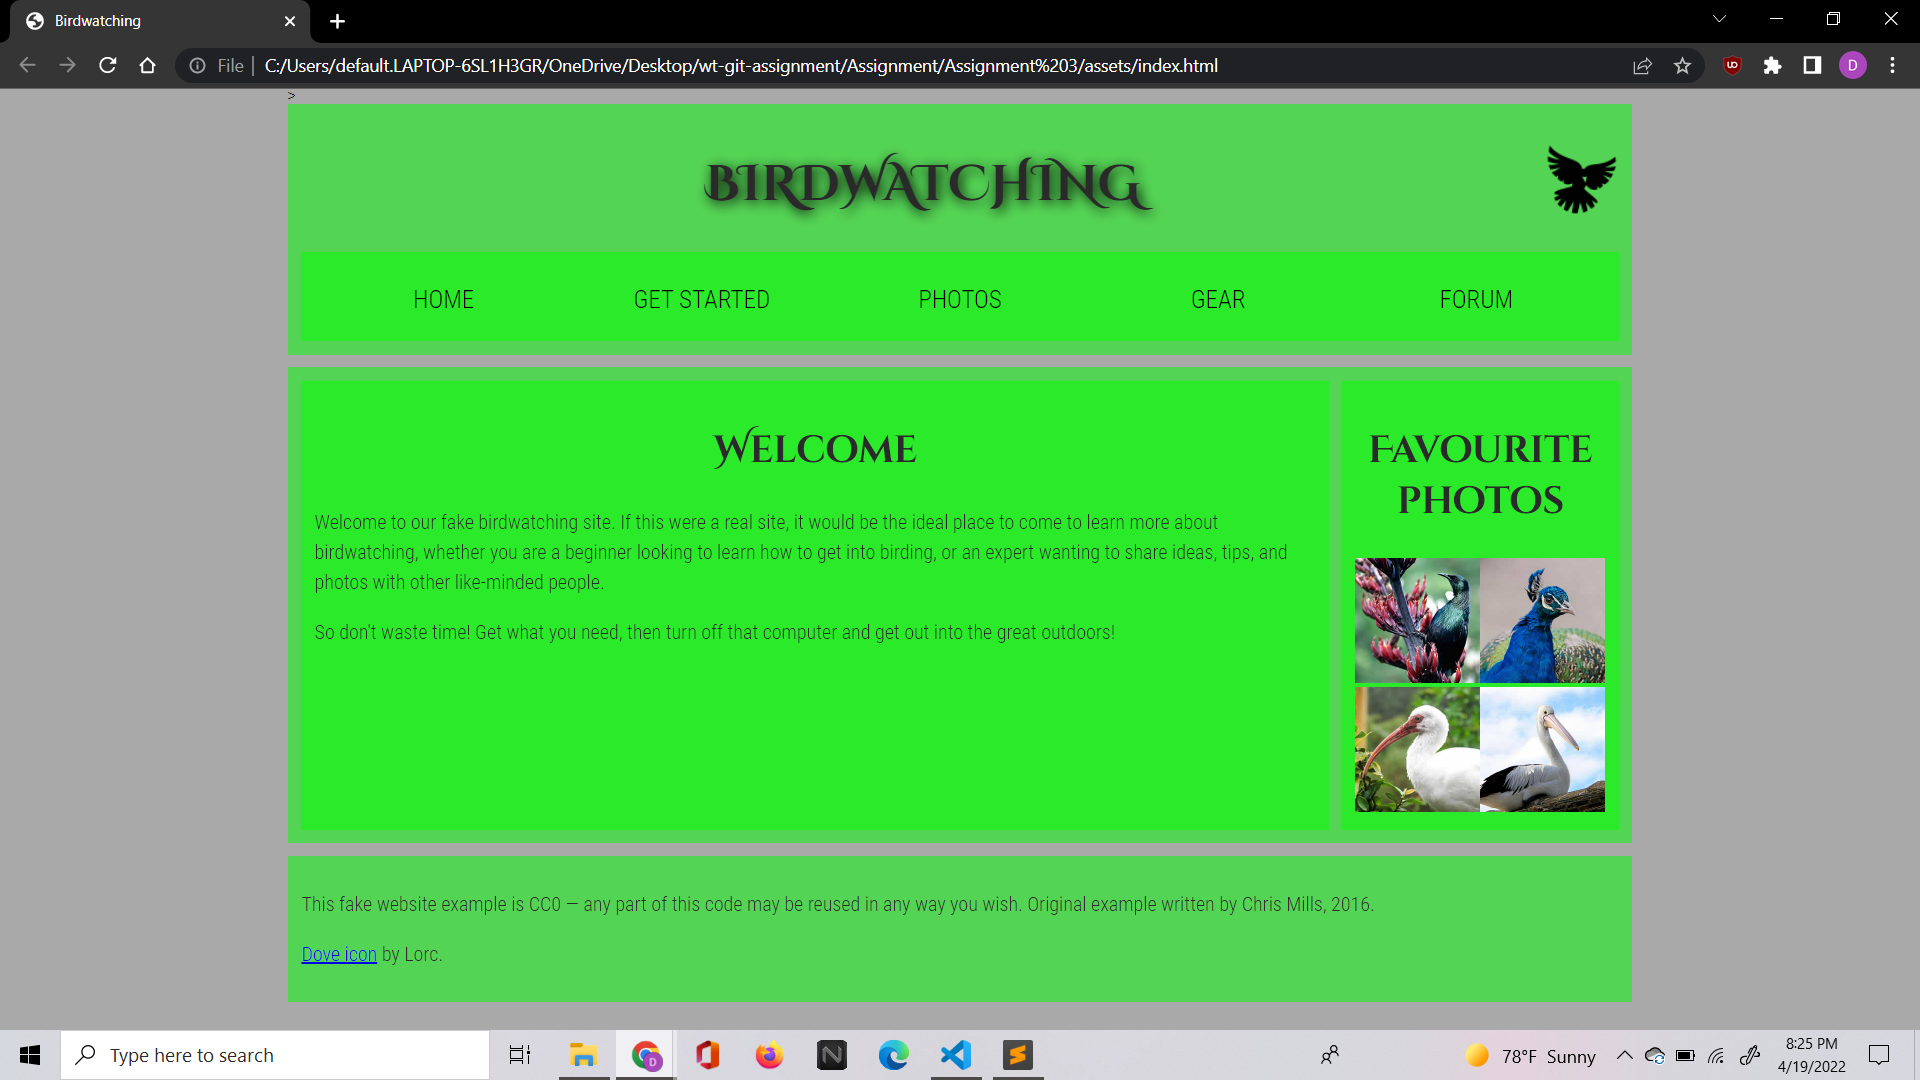 Birdwatching
File
C:/Users/default.LAPTOP-6SL1H3GR/OneDrive/Desktop/wt-git-assignment/Assignment/Assignment%203/assets/index.html
D
>
BIRDWATCHING
HOME GET STARTED PHOTOS GEAR FORUM
Welcome
Welcome to our fake birdwatching site. If this were a real site, it would be the ideal place to come to learn more about
birdwatching, whether you are a beginner looking to learn how to get into birding, or an expert wanting to share ideas, tips, and
photos with other like-minded people.
So don't waste time! Get what you need, then turn off that computer and get out into the great outdoors!
Favourite
photos
This fake website example is CC0 — any part of this code may be reused in any way you wish. Original example written by Chris Mills, 2016.
Dove icon by Lorc.
Type here to search
D
N
78°F Sunny
8:25 PM
4/19/2022